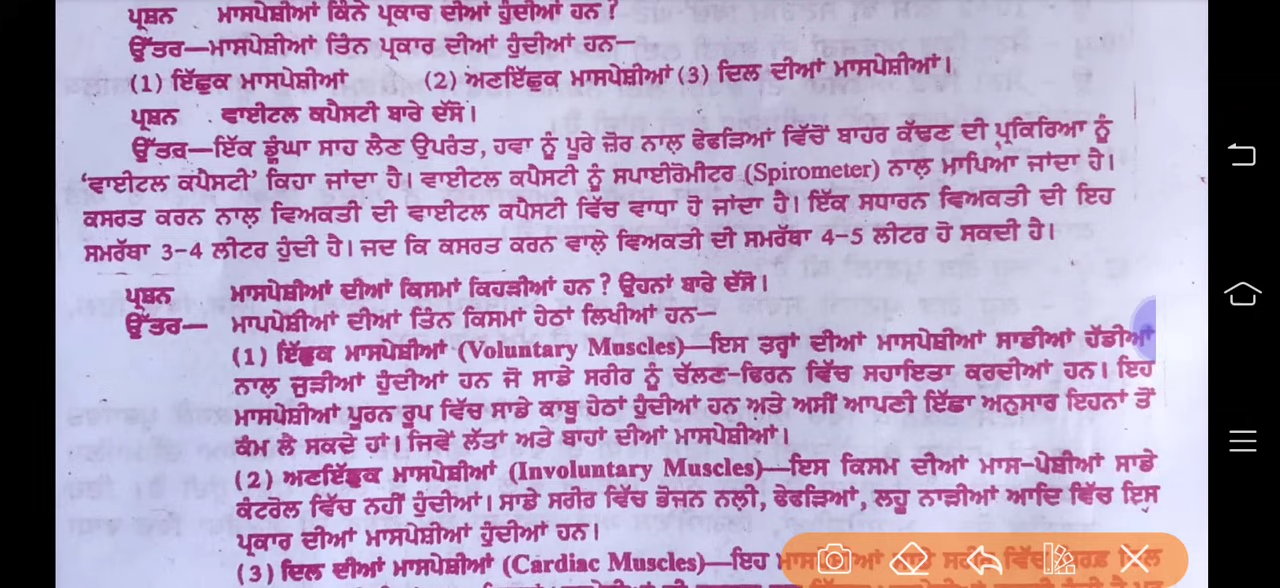 ਪ੍ਰਸ਼ਨ ਮਾਸਪੇਸ਼ੀਆਂ ਕਿੰਨੇ ਪ੍ਰਕਾਰ ਦੀਆਂ ਹੁੰਦੀਆਂ ਹਨ ?
ਉੱਤਰ—ਮਾਸਪੇਸ਼ੀਆਂ ਤਿੰਨ ਪ੍ਰਕਾਰ ਦੀਆਂ ਹੁੰਦੀਆਂ ਹਨ—
(1) ਇੱਛੁਕ ਮਾਸਪੇਸ਼ੀਆਂ (2) ਅਣਇੱਛੁਕ ਮਾਸਪੇਸ਼ੀਆਂ (3) ਦਿਲ ਦੀਆਂ ਮਾਸਪੇਸ਼ੀਆਂ।
ਪ੍ਰਸ਼ਨ ਵਾਈਟਲ ਕਪੈਸਟੀ ਬਾਰੇ ਦੱਸੋ।
ਉੱਤਰ—ਇੱਕ ਡੂੰਘਾ ਸਾਹ ਲੈਣ ਉਪਰੰਤ, ਹਵਾ ਨੂੰ ਪੂਰੇ ਜ਼ੋਰ ਨਾਲ਼ ਫੇਫੜਿਆਂ ਵਿੱਚੋਂ ਬਾਹਰ ਕੱਢਣ ਦੀ ਪ੍ਰਕਿਰਿਆ ਨੂੰ
'ਵਾਈਟਲ ਕਪੈਸਟੀ' ਕਿਹਾ ਜਾਂਦਾ ਹੈ। ਵਾਈਟਲ ਕਪੈਸਟੀ ਨੂੰ ਸਪਾਈਰੋਮੀਟਰ (Spirometer) ਨਾਲ਼ ਮਾਪਿਆ ਜਾਂਦਾ ਹੈ।
ਕਸਰਤ ਕਰਨ ਨਾਲ਼ ਵਿਅਕਤੀ ਦੀ ਵਾਈਟਲ ਕਪੈਸਟੀ ਵਿੱਚ ਵਾਧਾ ਹੋ ਜਾਂਦਾ ਹੈ। ਇੱਕ ਸਧਾਰਨ ਵਿਅਕਤੀ ਦੀ ਇਹ
ਸਮਰੱਥਾ 3-4 ਲੀਟਰ ਹੁੰਦੀ ਹੈ। ਜਦ ਕਿ ਕਸਰਤ ਕਰਨ ਵਾਲ਼ੇ ਵਿਅਕਤੀ ਦੀ ਸਮਰੱਥਾ 4-5 ਲੀਟਰ ਹੋ ਸਕਦੀ ਹੈ।
ਪ੍ਰਸ਼ਨ ਮਾਸਪੇਸ਼ੀਆਂ ਦੀਆਂ ਕਿਸਮਾਂ ਕਿਹੜੀਆਂ ਹਨ ? ਉਹਨਾਂ ਬਾਰੇ ਦੱਸੋ।
ਉੱਤਰ— ਮਾਪਪੇਸ਼ੀਆਂ ਦੀਆਂ ਤਿੰਨ ਕਿਸਮਾਂ ਹੇਠਾਂ ਲਿਖੀਆਂ ਹਨ—
(1) ਇੱਛੁਕ ਮਾਸਪੇਸ਼ੀਆਂ (Voluntary Muscles)—ਇਸ ਤਰ੍ਹਾਂ ਦੀਆਂ ਮਾਸਪੇਸ਼ੀਆਂ ਸਾਡੀਆਂ ਹੱਡੀਆਂ
ਨਾਲ਼ ਜੁੜੀਆਂ ਹੁੰਦੀਆਂ ਹਨ ਜੋ ਸਾਡੇ ਸਰੀਰ ਨੂੰ ਚੱਲਣ-ਫਿਰਨ ਵਿੱਚ ਸਹਾਇਤਾ ਕਰਦੀਆਂ ਹਨ। ਇਹ
ਮਾਸਪੇਸ਼ੀਆਂ ਪੂਰਨ ਰੂਪ ਵਿੱਚ ਸਾਡੇ ਕਾਬੂ ਹੇਠਾਂ ਹੁੰਦੀਆਂ ਹਨ ਅਤੇ ਅਸੀਂ ਆਪਣੀ ਇੱਛਾ ਅਨੁਸਾਰ ਇਹਨਾਂ ਤੋਂ
ਕੰਮ ਲੈ ਸਕਦੇ ਹਾਂ। ਜਿਵੇਂ ਲੱਤਾਂ ਅਤੇ ਬਾਹਾਂ ਦੀਆਂ ਮਾਸਪੇਸ਼ੀਆਂ।
(2) ਅਣਇੱਛੁਕ ਮਾਸਪੇਸ਼ੀਆਂ (Involuntary Muscles)—ਇਸ ਕਿਸਮ ਦੀਆਂ ਮਾਸ-ਪੇਸ਼ੀਆਂ ਸਾਡੇ
ਕੰਟਰੋਲ ਵਿੱਚ ਨਹੀਂ ਹੁੰਦੀਆਂ। ਸਾਡੇ ਸਰੀਰ ਵਿੱਚ ਭੋਜਨ ਨਲ਼ੀ, ਫੇਫੜਿਆਂ, ਲਹੂ ਨਾੜੀਆਂ ਆਦਿ ਵਿੱਚ ਇਸ
ਪ੍ਰਕਾਰ ਦੀਆਂ ਮਾਸਪੇਸ਼ੀਆਂ ਹੁੰਦੀਆਂ ਹਨ।
(3) ਦਿਲ ਦੀਆਂ ਮਾਸਪੇਸ਼ੀਆਂ (Cardiac Muscles)—ਇਹ